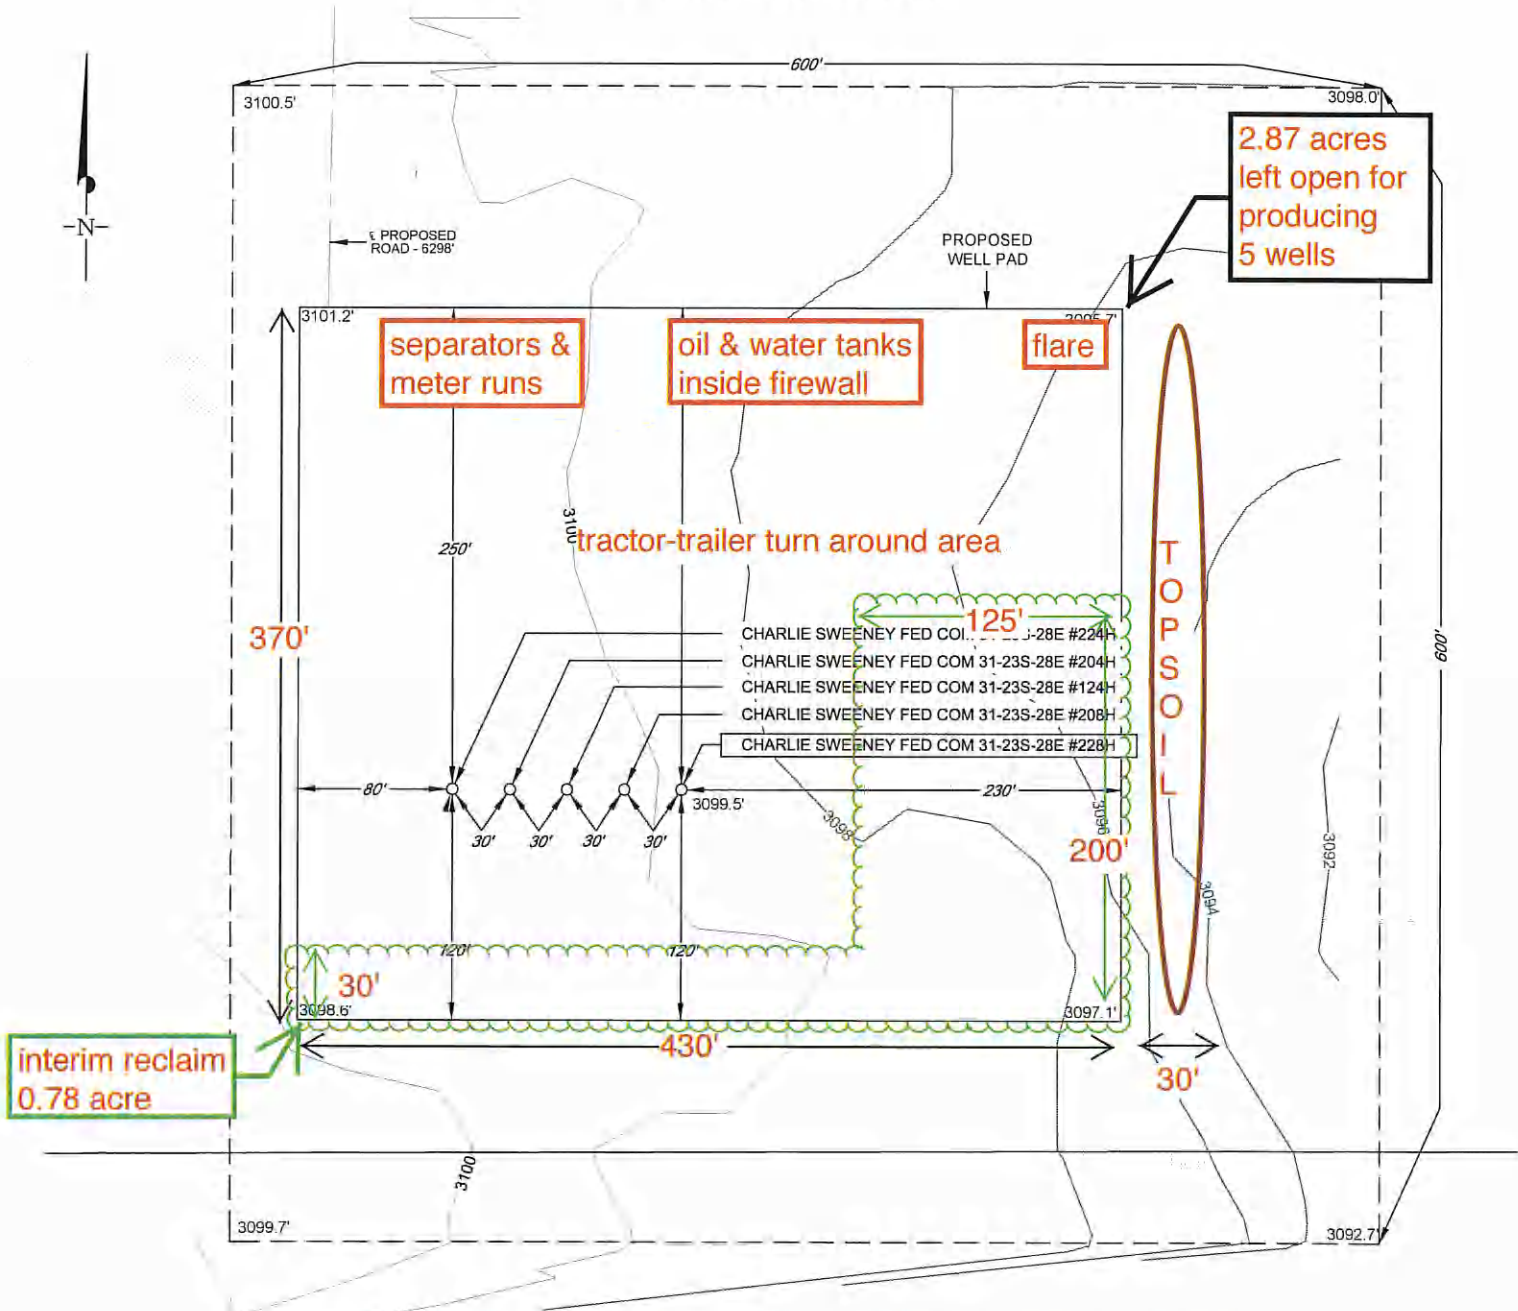 600'
3100.5'
3098.0'
2.87 acres
left open for
producing
5 wells
-N-
℄ PROPOSED
ROAD - 6298'
PROPOSED
WELL PAD
3101.2'
3095.7'
separators &
meter runs
oil & water tanks
inside firewall
flare
3100
tractor-trailer turn around area
250'
TOPSOIL
370'
125'
600'
CHARLIE SWEENEY FED COM 28E #224H
CHARLIE SWEENEY FED COM 31-23S-28E #204H
CHARLIE SWEENEY FED COM 31-23S-28E #124H
CHARLIE SWEENEY FED COM 31-23S-28E #208H
CHARLIE SWEENEY FED COM 31-23S-28E #228H
80'
230'
3099.5'
30'
30'
30'
30'
3098
3096
200'
3092
3094
120'
120'
30'
3098.6'
3097.1'
430'
30'
interim reclaim
0.78 acre
3100
3099.7'
3092.7'